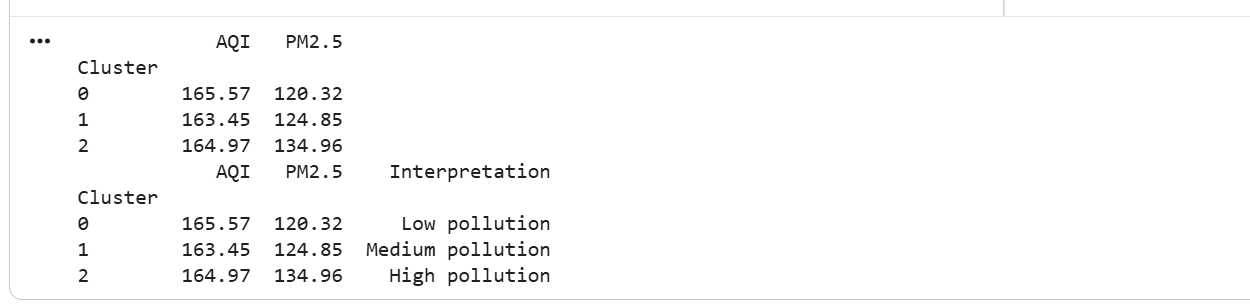 AQI PM2.5
Cluster
0 165.57 120.32
1 163.45 124.85
2 164.97 134.96
AQI PM2.5 Interpretation
Cluster
0 165.57 120.32 Low pollution
1 163.45 124.85 Medium pollution
2 164.97 134.96 High pollution